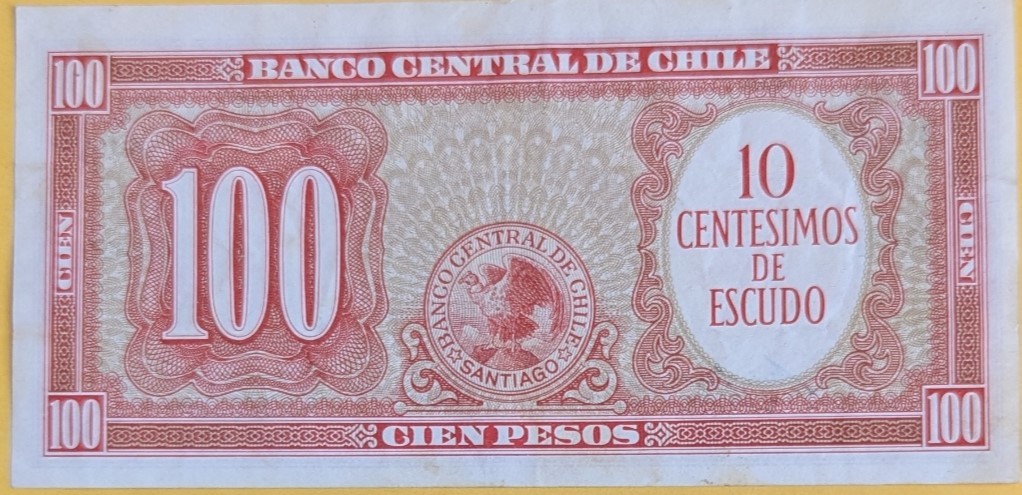 100
BANCO CENTRAL DE CHILE
100
CIEN
100
BANCO CENTRAL DE CHILE
SANTIAGO
10
CENTESIMOS
DE
ESCUDO
CIEN
100
CIEN PESOS
100